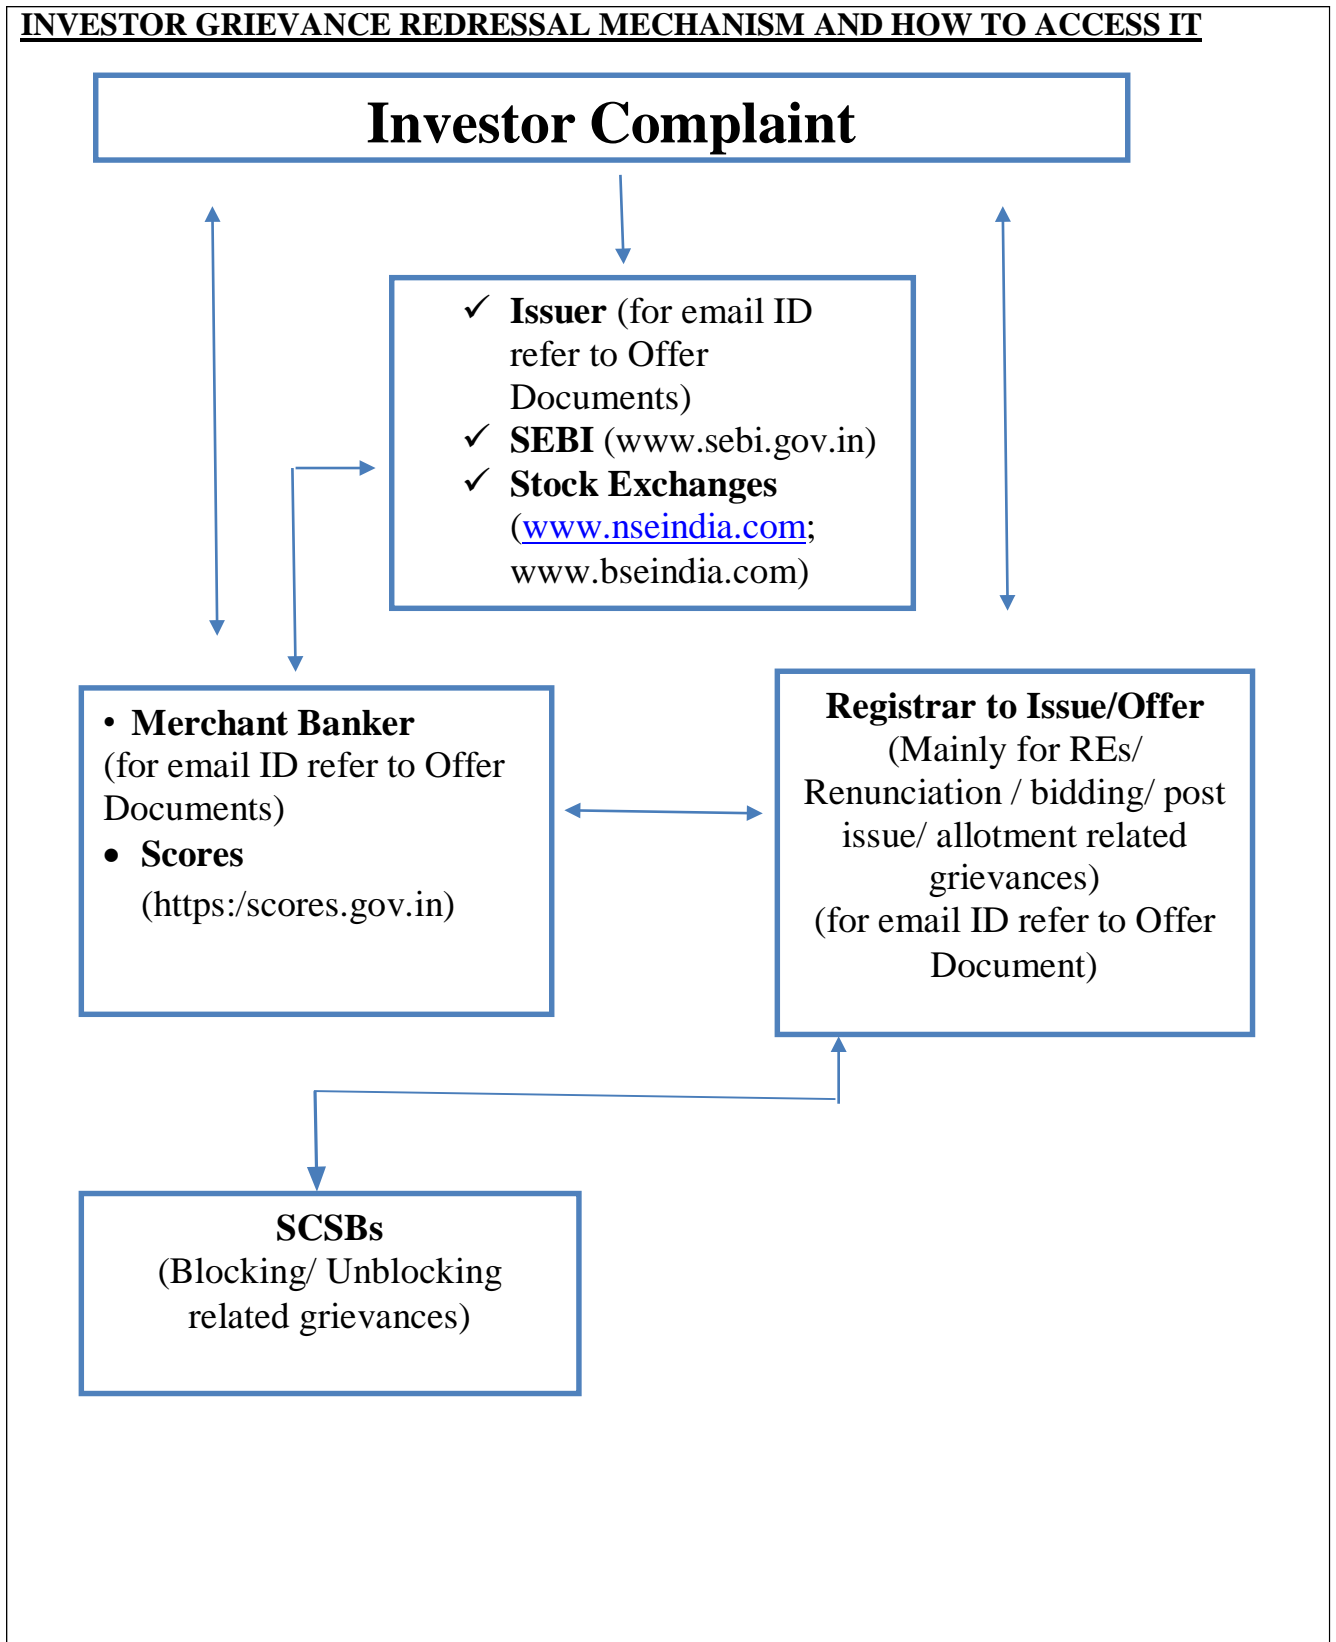 INVESTOR GRIEVANCE REDRESSAL MECHANISM AND HOW TO ACCESS IT
Investor Complaint
✓ Issuer (for email ID
refer to Offer
Documents)
✓ SEBI (www.sebi.gov.in)
✓ Stock Exchanges
(www.nseindia.com;
www.bseindia.com)
• Merchant Banker
(for email ID refer to Offer
Documents)
• Scores
(https:/scores.gov.in)
Registrar to Issue/Offer
(Mainly for REs/
Renunciation / bidding/ post
issue/ allotment related
grievances)
(for email ID refer to Offer
Document)
SCSBs
(Blocking/ Unblocking
related grievances)